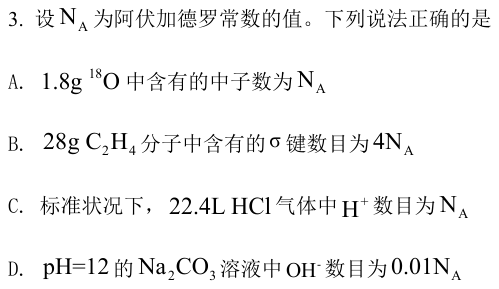 3. 设 N_A 为阿伏加德罗常数的值。下列说法正确的是
A. 1.8g ¹⁸O 中含有的中子数为 N_A
B. 28g C₂H₄ 分子中含有的 σ 键数目为 4N_A
C. 标准状况下，22.4L HCl 气体中 H⁺ 数目为 N_A
D. pH=12 的 Na₂CO₃ 溶液中 OH⁻ 数目为 0.01N_A